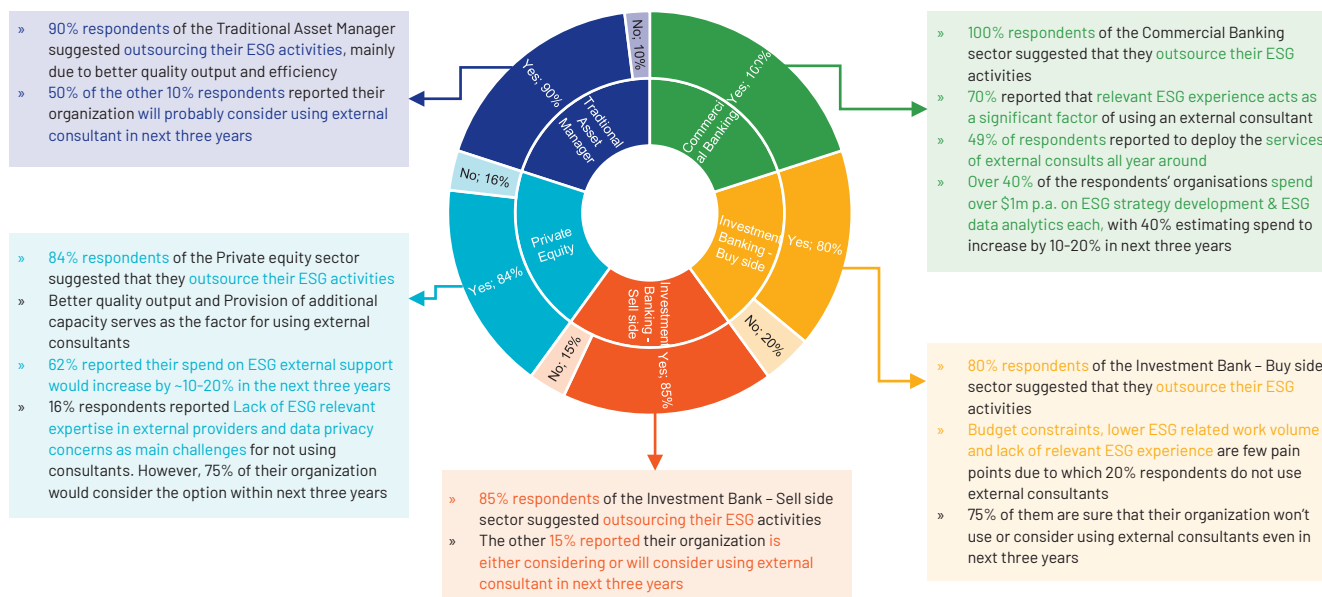 » 90% respondents of the Traditional Asset Manager
suggested outsourcing their ESG activities, mainly
due to better quality output and efficiency
» 50% of the other 10% respondents reported their
organization will probably consider using external
consultant in next three years
» 84% respondents of the Private equity sector
suggested that they outsource their ESG activities
» Better quality output and Provision of additional
capacity serves as the factor for using external
consultants
» 62% reported their spend on ESG external support
would increase by ~10-20% in the next three years
» 16% respondents reported Lack of ESG relevant
expertise in external providers and data privacy
concerns as main challenges for not using
consultants. However, 75% of their organization
would consider the option within next three years
No; 10%
Yes; 100%
Yes; 90%
Tradtional
Asset
Manager
Commerci
al Banking
No; 16%
Private
Equity
Yes; 84%
Investment
Banking -
Buy side
Yes; 80%
Investment
Banking -
Sell side
No; 20%
No; 15%
Yes; 85%
» 85% respondents of the Investment Bank – Sell side
sector suggested outsourcing their ESG activities
» The other 15% reported their organization is
either considering or will consider using external
consultant in next three years
» 100% respondents of the Commercial Banking
sector suggested that they outsource their ESG
activities
» 70% reported that relevant ESG experience acts as
a significant factor of using an external consultant
» 49% of respondents reported to deploy the services
of external consults all year around
» Over 40% of the respondents' organisations spend
over $1m p.a. on ESG strategy development & ESG
data analytics each, with 40% estimating spend to
increase by 10-20% in next three years
» 80% respondents of the Investment Bank – Buy side
sector suggested that they outsource their ESG
activities
» Budget constraints, lower ESG related work volume
and lack of relevant ESG experience are few pain
points due to which 20% respondents do not use
external consultants
» 75% of them are sure that their organization won't
use or consider using external consultants even in
next three years